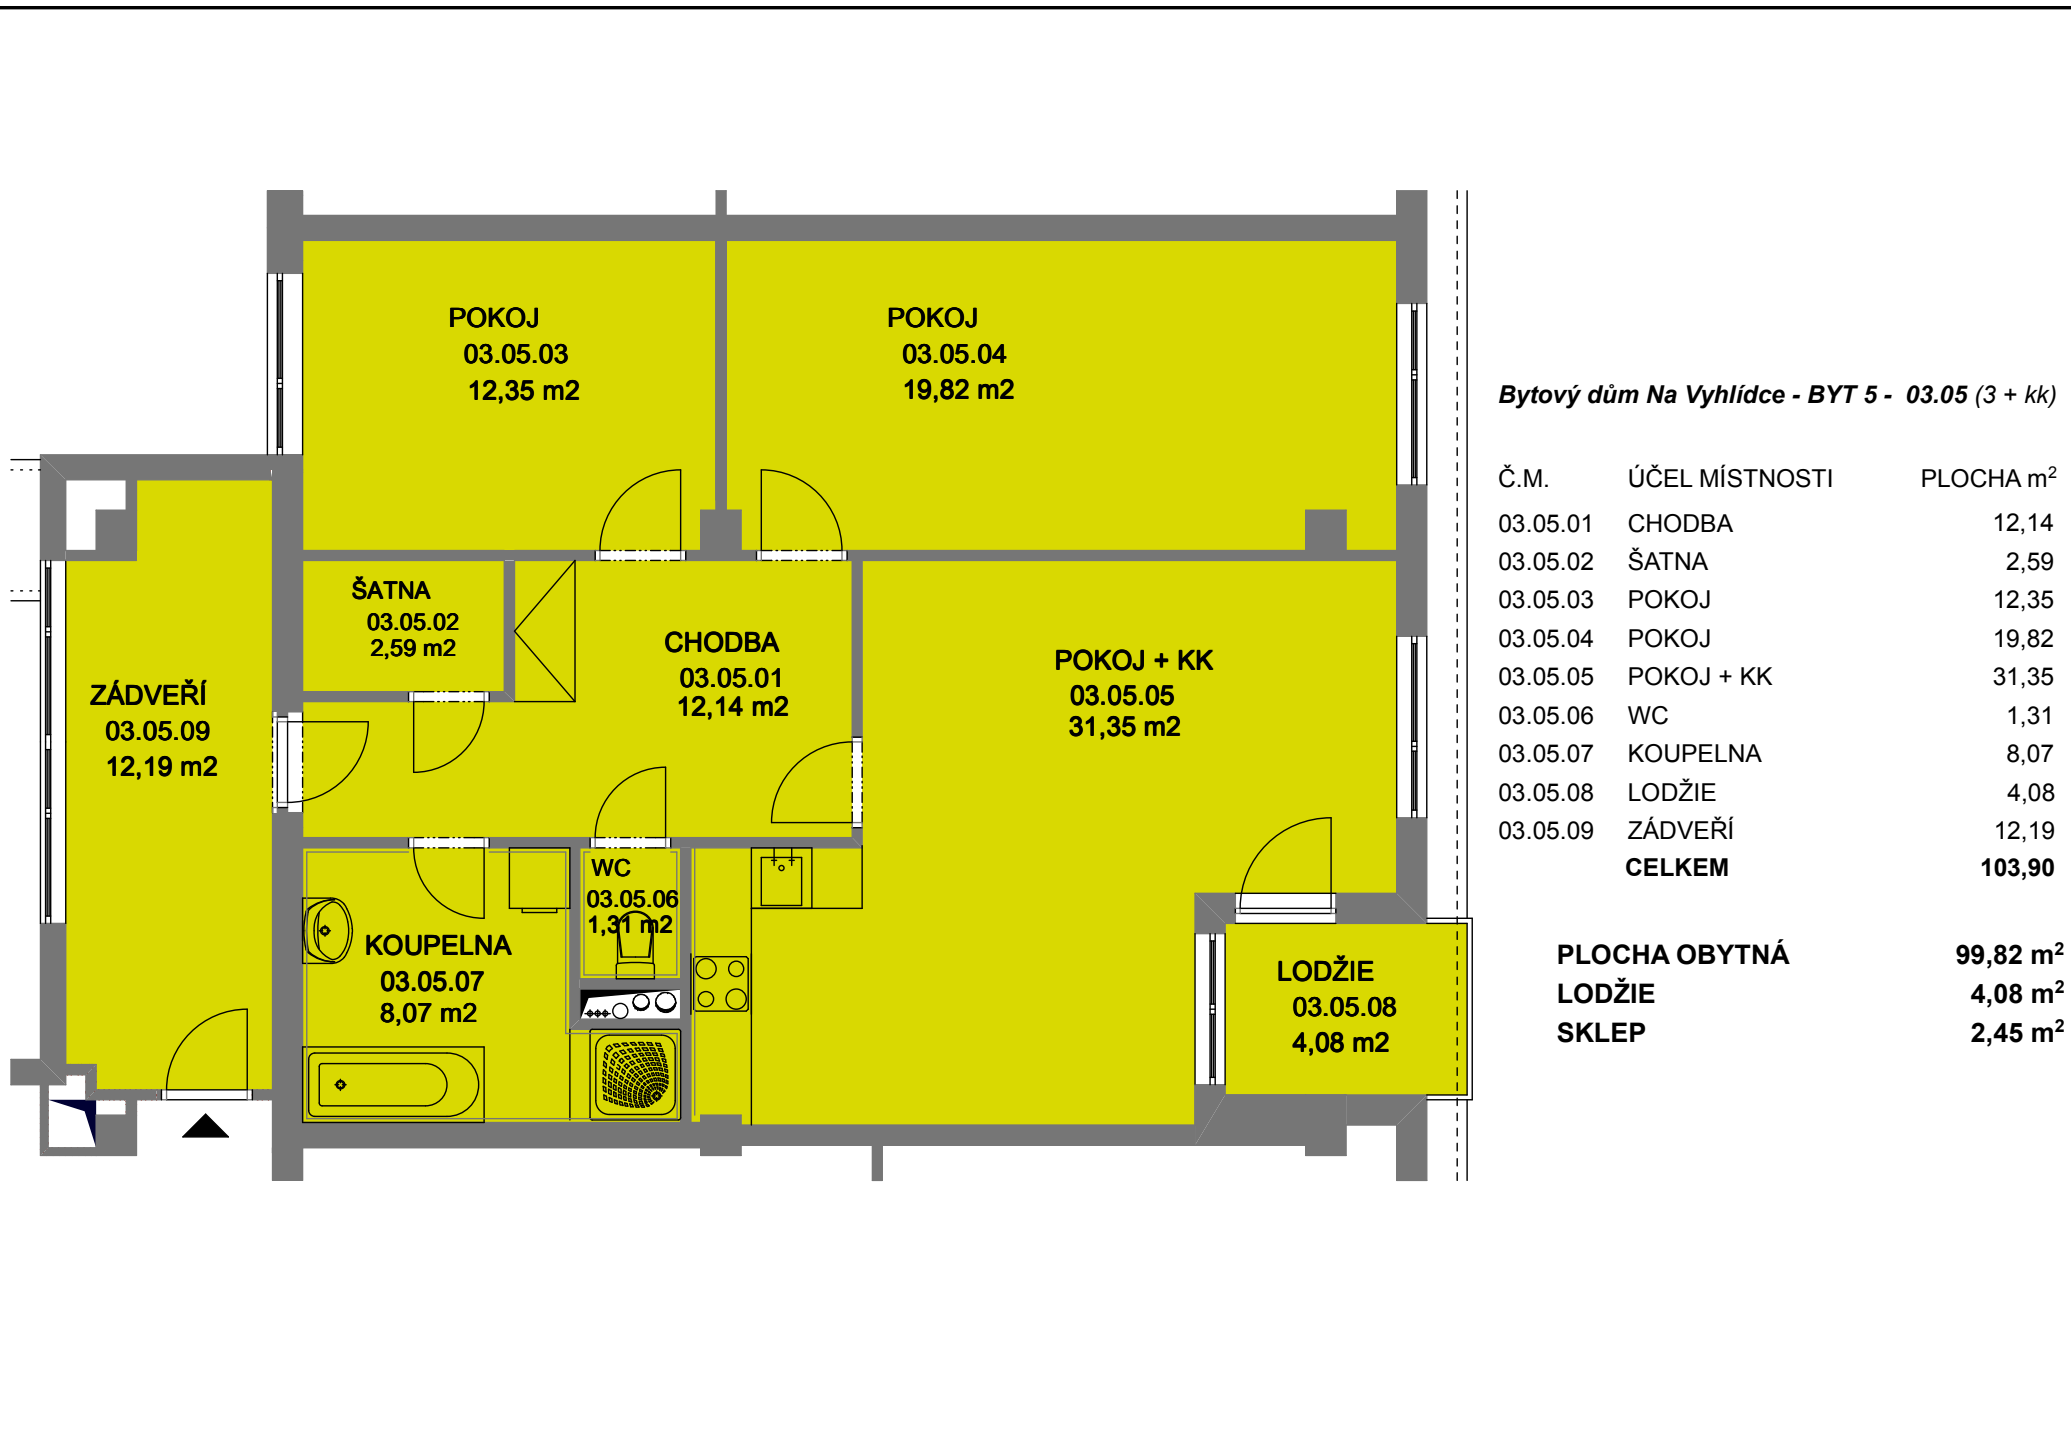 POKOJ
03.05.03
12,35 m2
POKOJ
03.05.04
19,82 m2
ŠATNA
03.05.02
2,59 m2
CHODBA
03.05.01
12,14 m2
POKOJ + KK
03.05.05
31,35 m2
ZÁDVEŘÍ
03.05.09
12,19 m2
WC
03.05.06
1,31 m2
KOUPELNA
03.05.07
8,07 m2
LODŽIE
03.05.08
4,08 m2
Bytový dům Na Vyhlídce - BYT 5 - 03.05 (3 + kk)
Č.M. ÚČEL MÍSTNOSTI PLOCHA m²
03.05.01 CHODBA 12,14
03.05.02 ŠATNA 2,59
03.05.03 POKOJ 12,35
03.05.04 POKOJ 19,82
03.05.05 POKOJ + KK 31,35
03.05.06 WC 1,31
03.05.07 KOUPELNA 8,07
03.05.08 LODŽIE 4,08
03.05.09 ZÁDVEŘÍ 12,19
CELKEM 103,90
PLOCHA OBYTNÁ 99,82 m²
LODŽIE 4,08 m²
SKLEP 2,45 m²